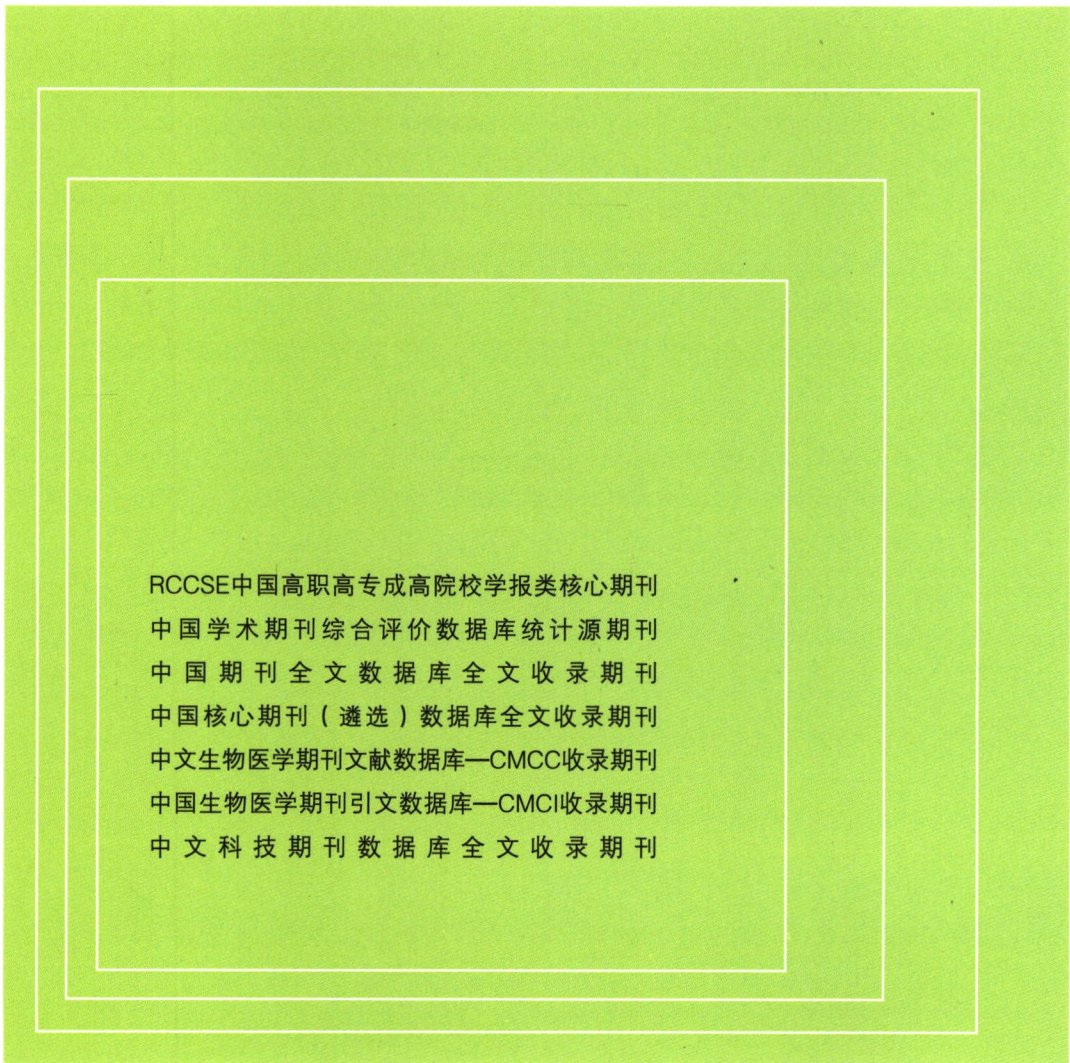 RCCSE中国高职高专成高院校学报类核心期刊
中国学术期刊综合评价数据库统计源期刊
中国期刊全文数据库全文收录期刊
中国核心期刊(遴选)数据库全文收录期刊
中文生物医学期刊文献数据库—CMCC收录期刊
中国生物医学期刊引文数据库—CMCI收录期刊
中文科技期刊数据库全文收录期刊